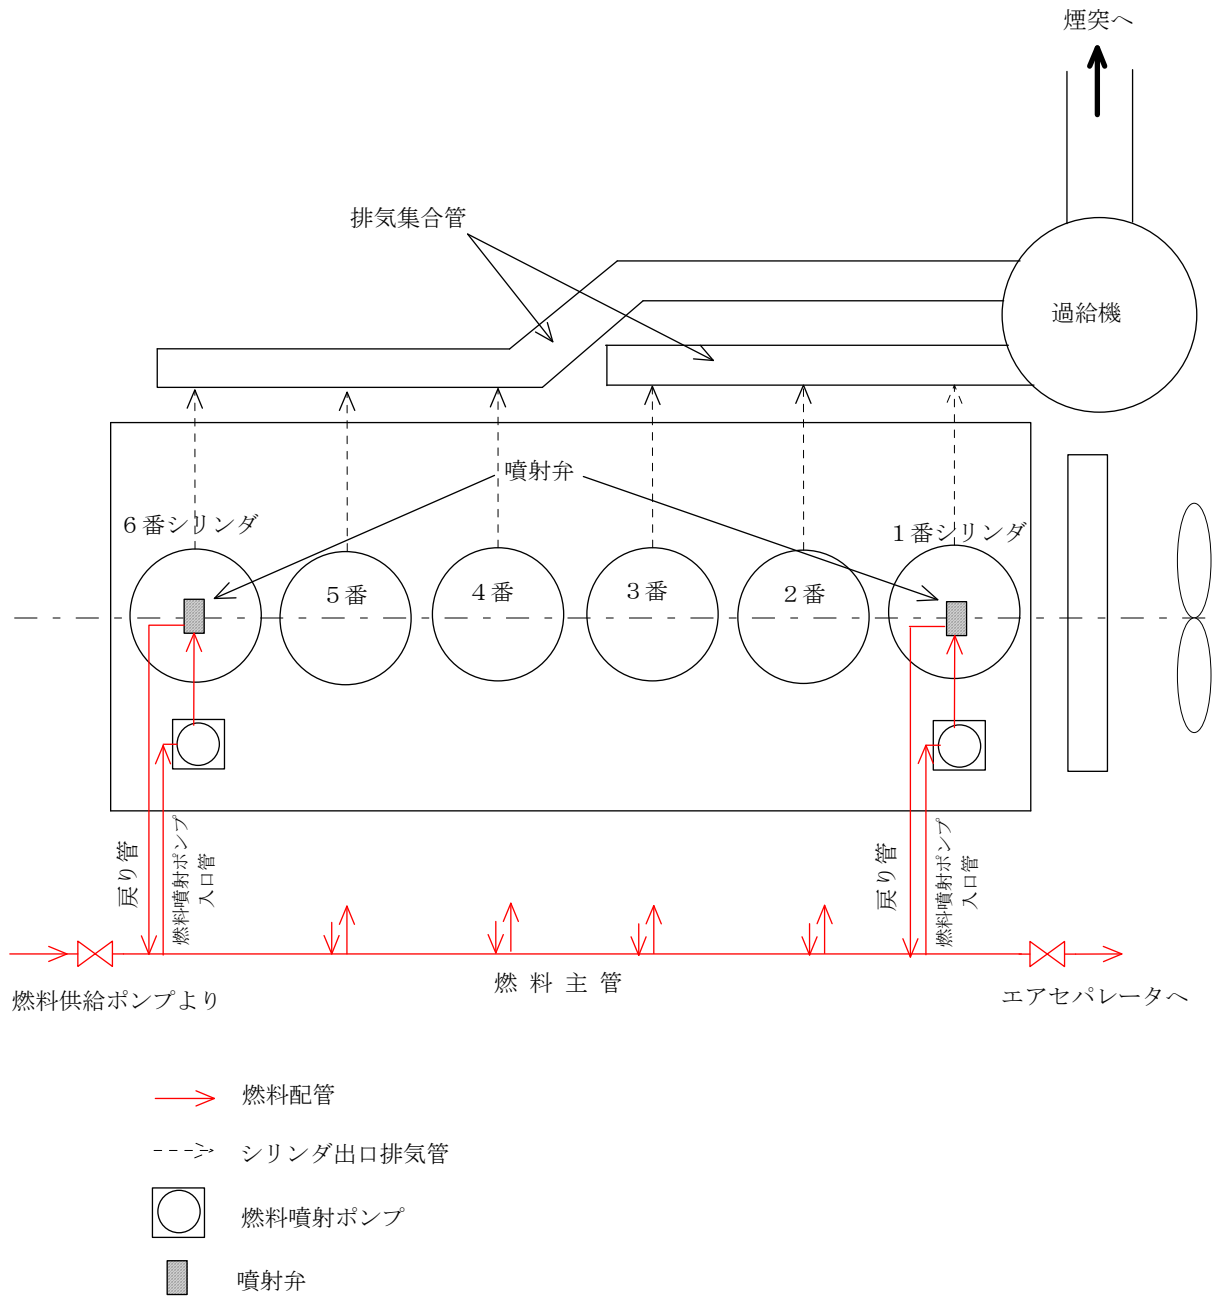 煙突へ
排気集合管
過給機
噴射弁
６番シリンダ
１番シリンダ
５番
４番
３番
２番
戻り管
燃料噴射ポンプ
入口管
戻り管
燃料噴射ポンプ
入口管
燃料主管
燃料供給ポンプより
エアセパレータへ
燃料配管
シリンダ出口排気管
燃料噴射ポンプ
噴射弁